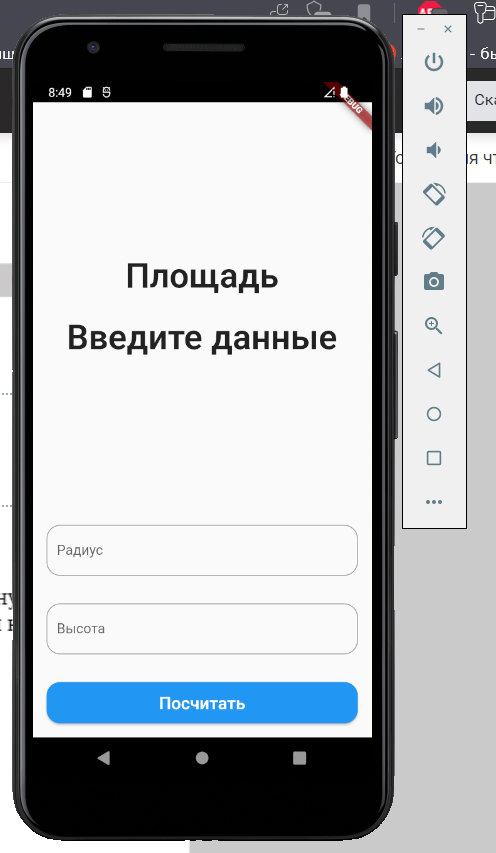 8:49
Площадь
Введите данные
Радиус
Высота
Посчитать